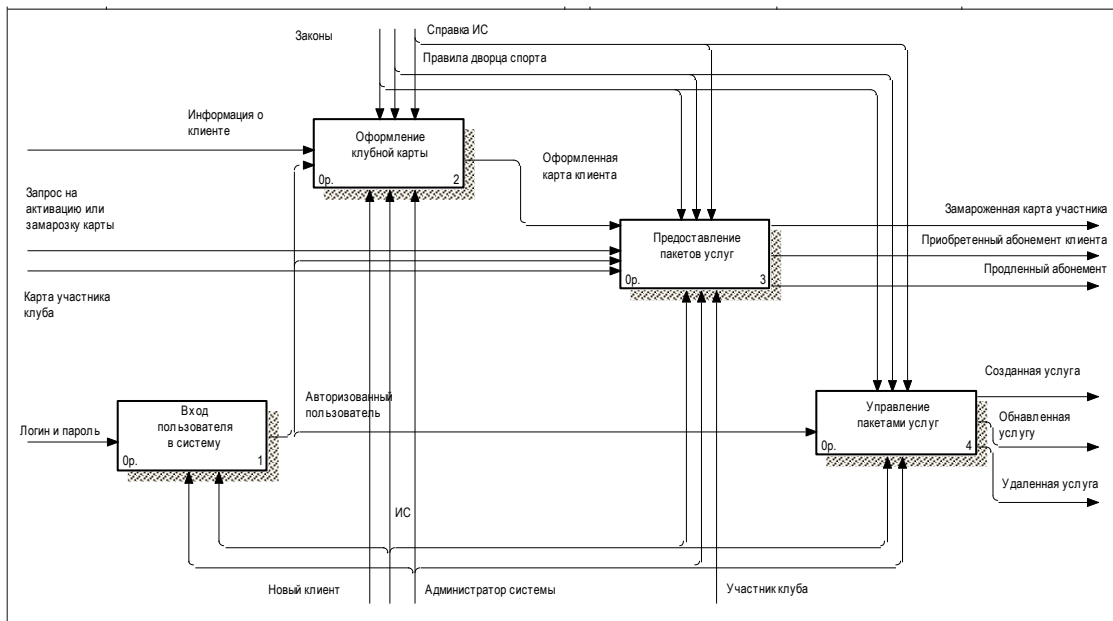 Законы
Справка ИС
Правила дворца спорта
Информация о
клиенте
Оформление
клубной карты
0р.
2
Оформленная
карта клиента
Запрос на
активацию или
замарозку карты
Карта участника
клуба
Предоставление
пакетов услуг
0р.
3
Замароженная карта участника
Приобретенный абонемент клиента
Продленный абонемент
Логин и пароль
Вход
пользователя
в систему
0р.
1
Авторизованный
пользователь
Управление
пакетами услуг
0р.
4
Созданная услуга
Обнавленная
услугу
Удаленная услуга
ИС
Новый клиент
Администратор системы
Участник клуба